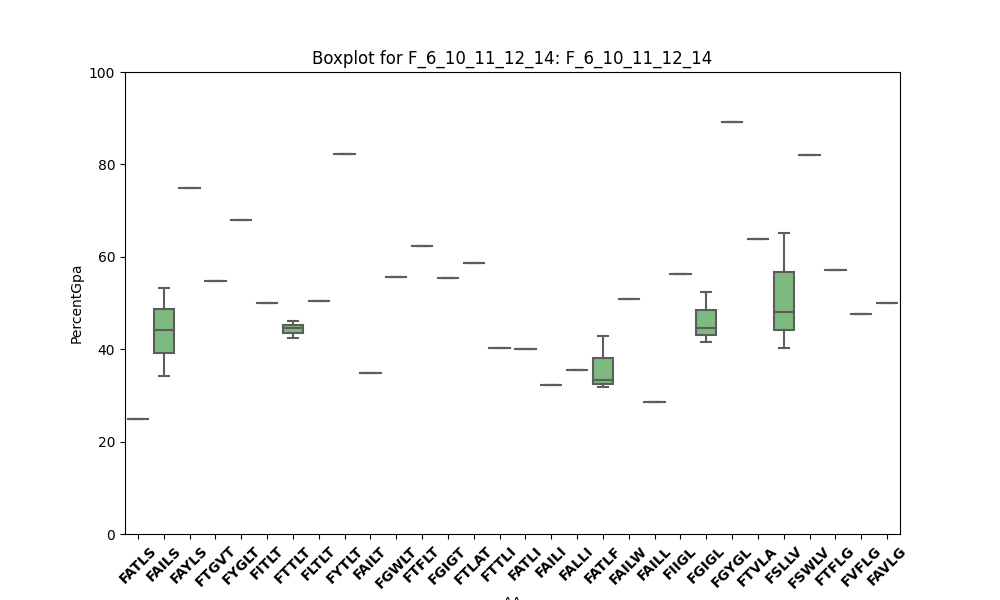 Boxplot for F_6_10_11_12_14: F_6_10_11_12_14
PercentGpa
100
80
60
40
20
0
FATLS FAILS FAYLS FTGVT FYGLT FITLT FTTLT FLTLT FYTLT FAILT FGWLT FTFLT FGIGT FTLAT FTTLI FATLI FAILI FALLI FATLF FAILW FAILL FIIGL FGIGL FGYGL FTVLA FSLLV FSWLV FTFLG FVFLG FAVLG
AA